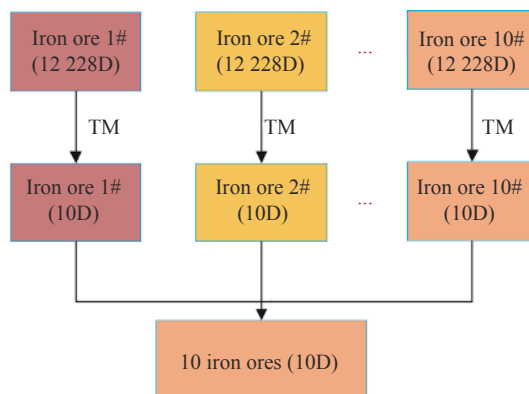 Iron ore 1#
(12 228D)
Iron ore 2#
(12 228D)
...
Iron ore 10#
(12 228D)
TM
TM
TM
Iron ore 1#
(10D)
Iron ore 2#
(10D)
...
Iron ore 10#
(10D)
10 iron ores (10D)